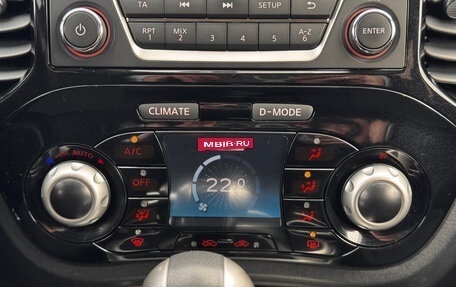 TA SETUP
RPT 1 MIX 2 3 4 5 A-Z 6 ENTER
CLIMATE D-MODE
MBIR.RU
A/C
AUTO
OFF
22.0